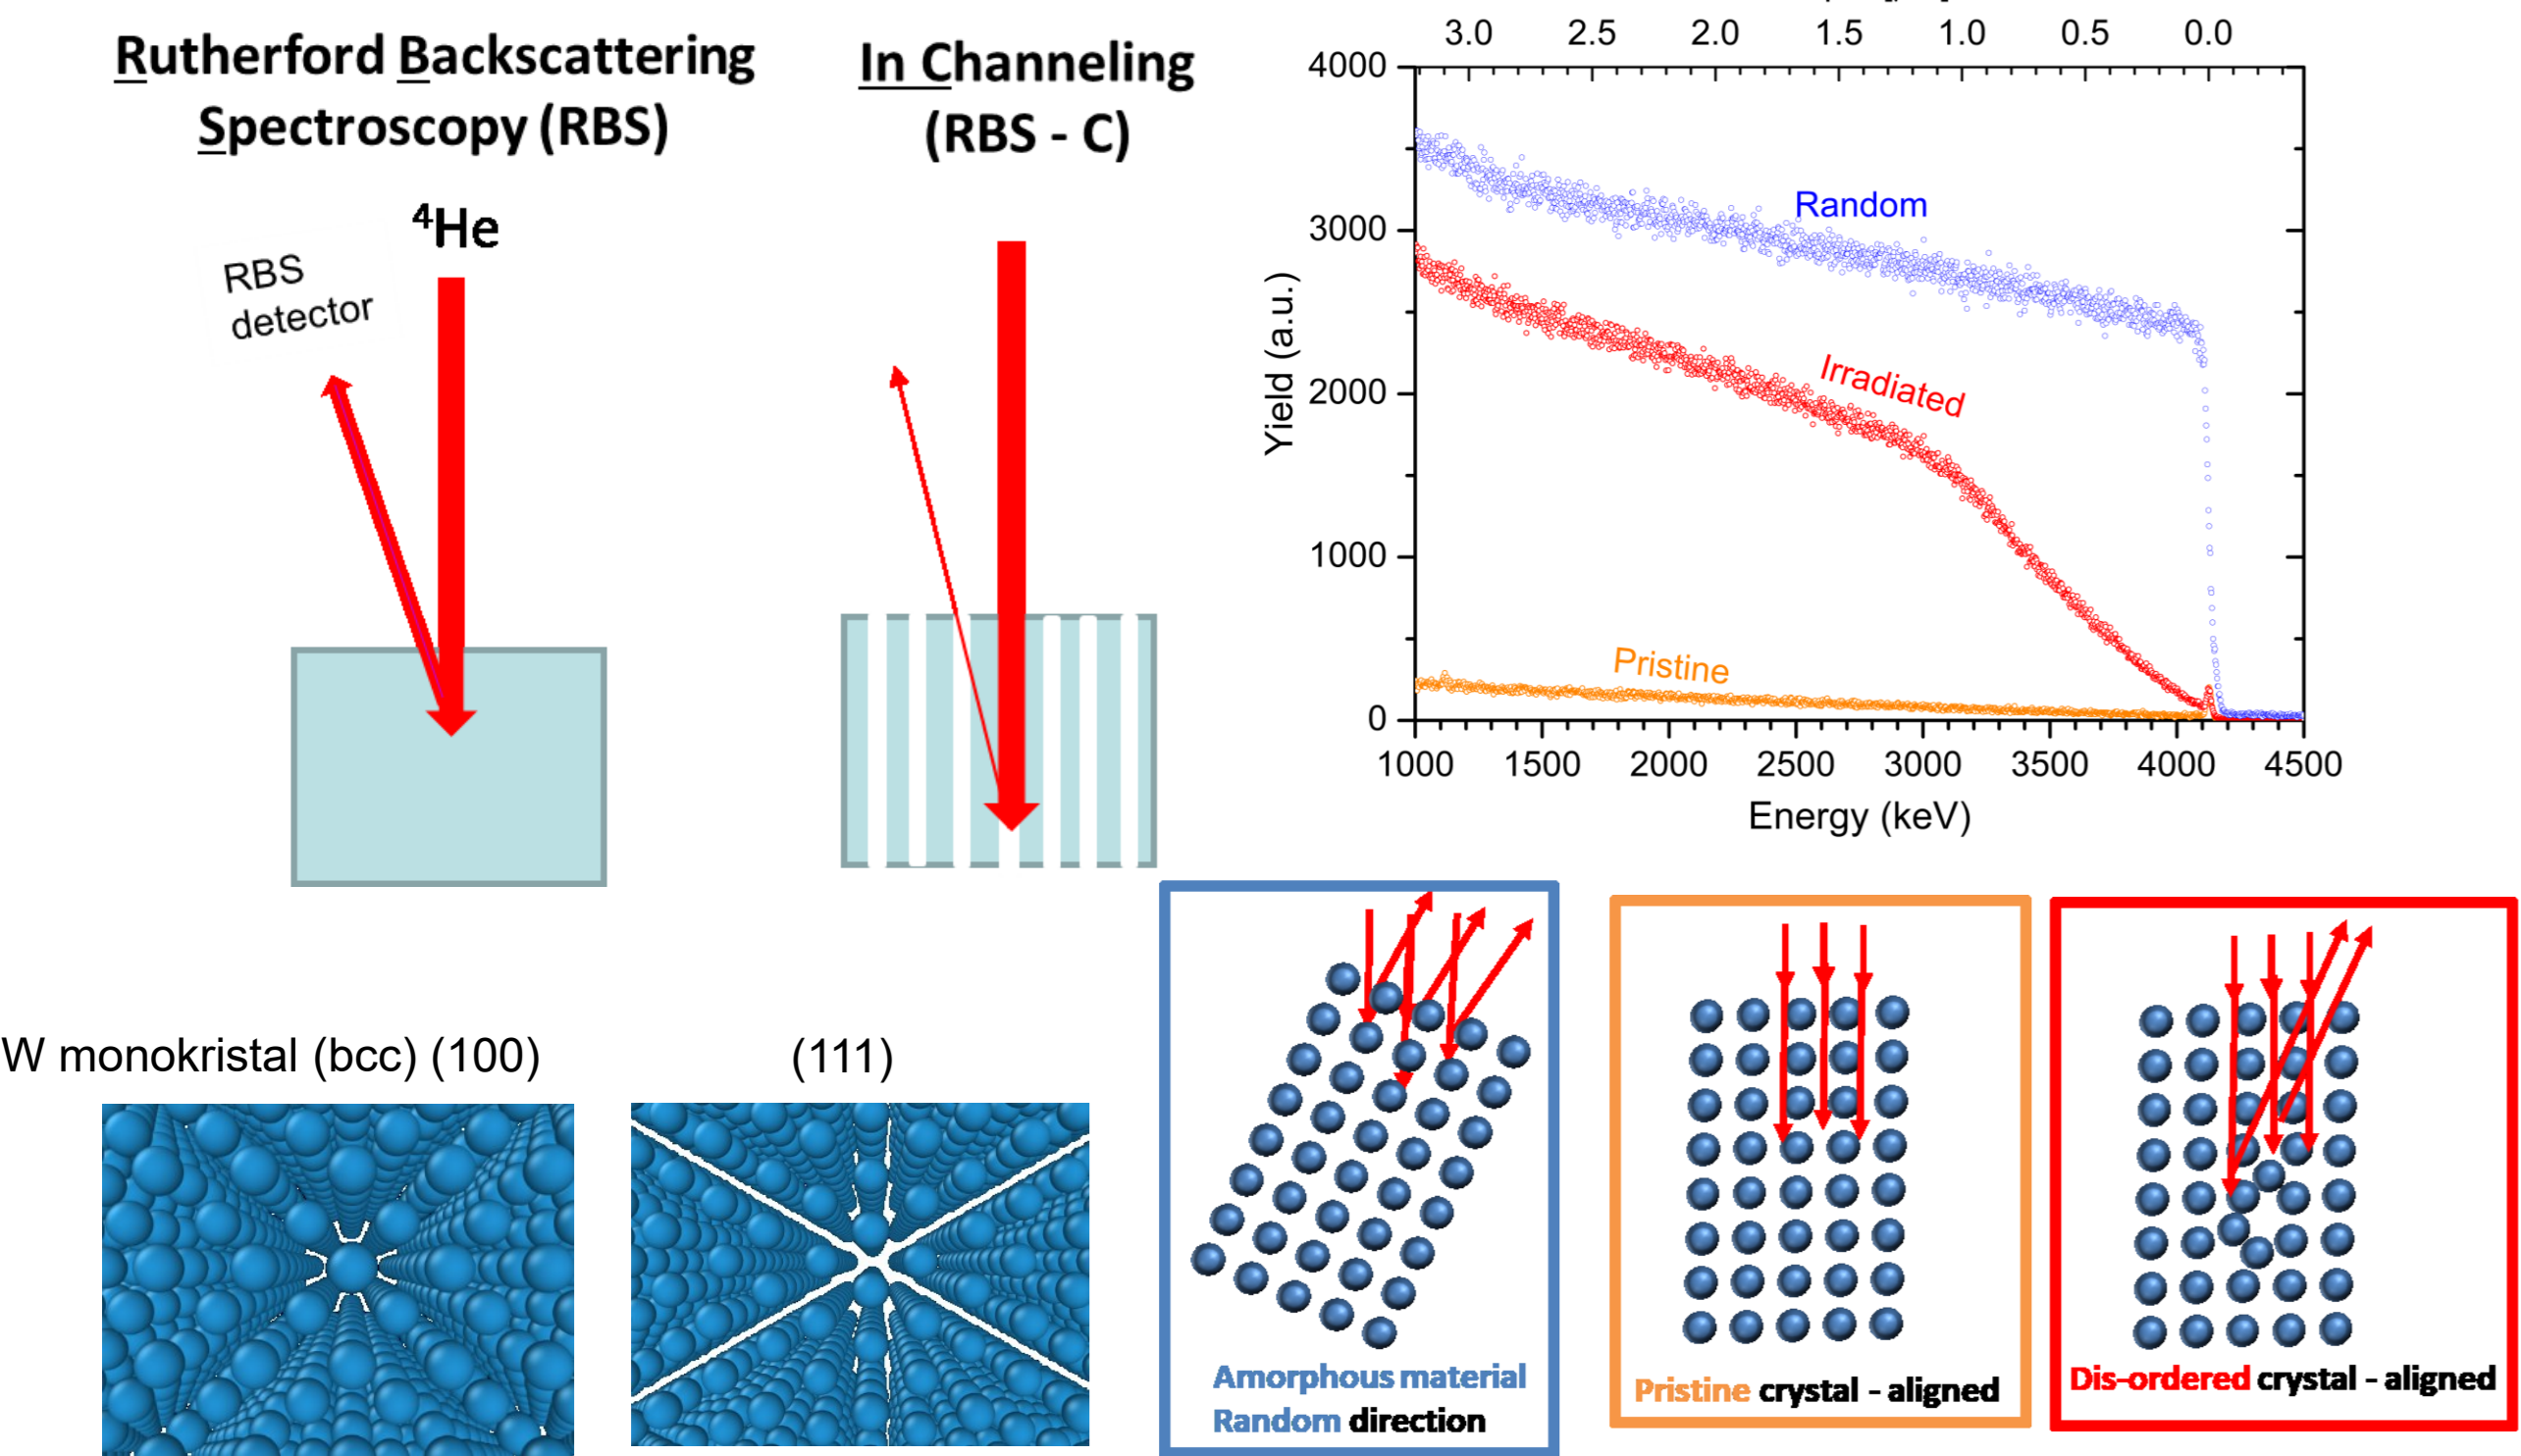 Rutherford Backscattering
Spectroscopy (RBS)
In Channeling
(RBS - C)
⁴He
RBS
detector
3.0 2.5 2.0 1.5 1.0 0.5 0.0
4000
3000
2000
1000
0
Yield (a.u.)
Random
Irradiated
Pristine
1000 1500 2000 2500 3000 3500 4000 4500
Energy (keV)
W monokristal (bcc) (100)
(111)
Amorphous material
Random direction
Pristine crystal - aligned
Dis-ordered crystal - aligned